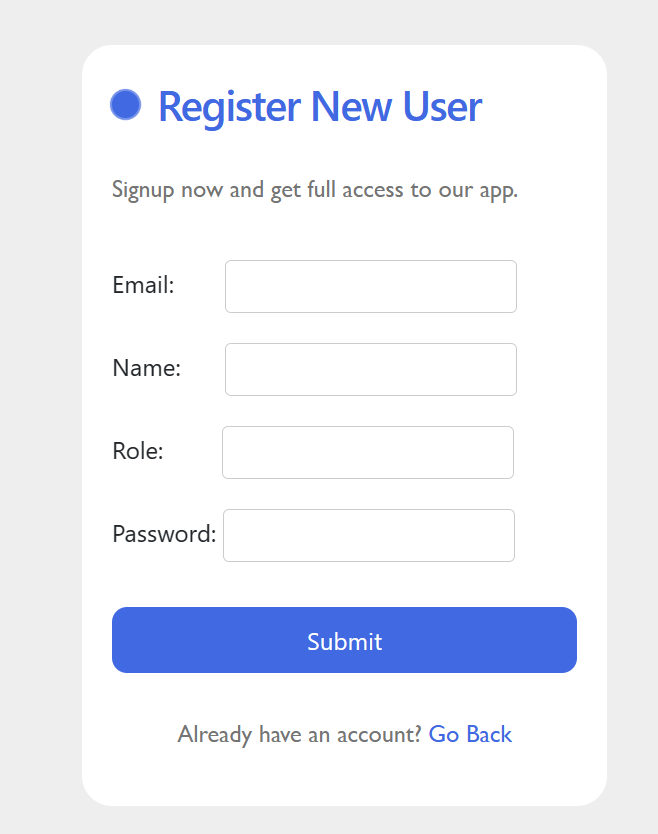 Register New User
Signup now and get full access to our app.
Email:
Name:
Role:
Password:
Submit
Already have an account? Go Back